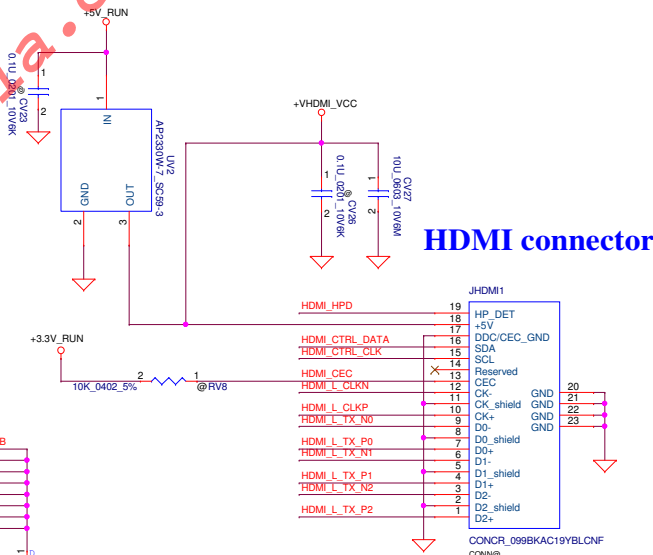 +5V_RUN
0.1U_0201_10V6K
@
CV23
1
2
1
IN
UV2
AP2330W-7_SC59-3
GND
OUT
2
3
+VHDMI_VCC
1
2
0.1U_0201_10V6K
@
CV26
1
2
10U_0603_10V6M
CV27
HDMI connector
JHDMI1
HDMI_HPD
19
HP_DET
18
+5V
17
DDC/CEC_GND
HDMI_CTRL_DATA
16
SDA
HDMI_CTRL_CLK
15
SCL
14
Reserved
+3.3V_RUN
2
1
10K_0402_5%
@RV8
HDMI_CEC
13
CEC
HDMI_L_CLKN
12
CK-
11
CK_shield
HDMI_L_CLKP
10
CK+
HDMI_L_TX_N0
9
D0-
8
D0_shield
HDMI_L_TX_P0
7
D0+
HDMI_L_TX_N1
6
D1-
5
D1_shield
HDMI_L_TX_P1
4
D1+
HDMI_L_TX_N2
3
D2-
2
D2_shield
HDMI_L_TX_P2
1
D2+
GND
20
GND
21
GND
22
GND
23
CONCR_099BKAC19YBLCNF
CONN@
B
1